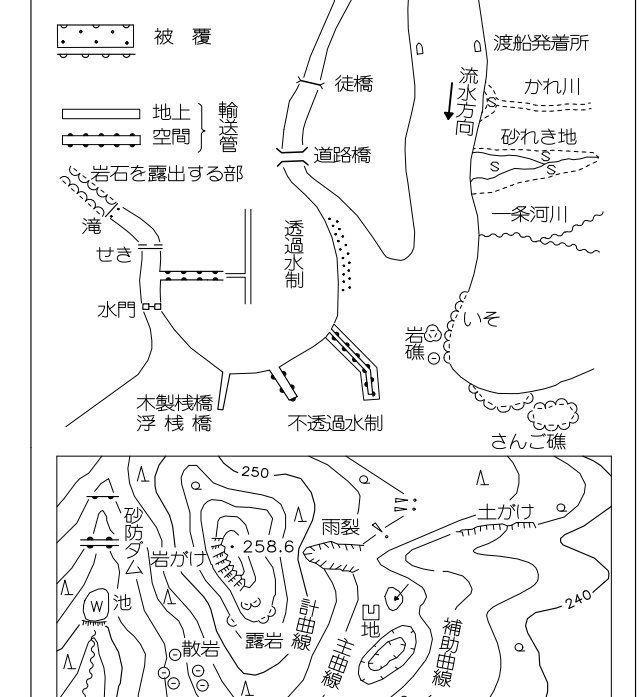 被覆
渡船発着所
流水方向
徒橋
かれ川
地上
空間
輸送管
砂れき地
道路橋
岩石を露出する部
滝
一条河川
せき
透過水制
水門
いそ
岩礁
木製桟橋
浮桟橋
不透過水制
さんご礁
250
砂防ダム
雨裂
土がけ
岩がけ
258.6
池
W
計曲線
凹地
補助曲線
240
露岩
散岩
主曲線